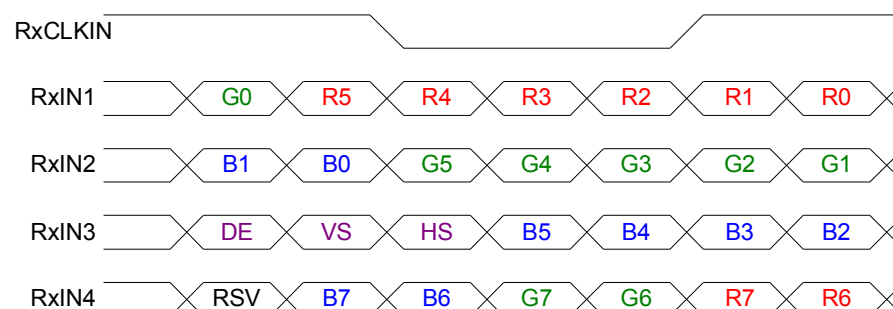 RxCLKIN
RxIN1 G0 R5 R4 R3 R2 R1 R0
RxIN2 B1 B0 G5 G4 G3 G2 G1
RxIN3 DE VS HS B5 B4 B3 B2
RxIN4 RSV B7 B6 G7 G6 R7 R6